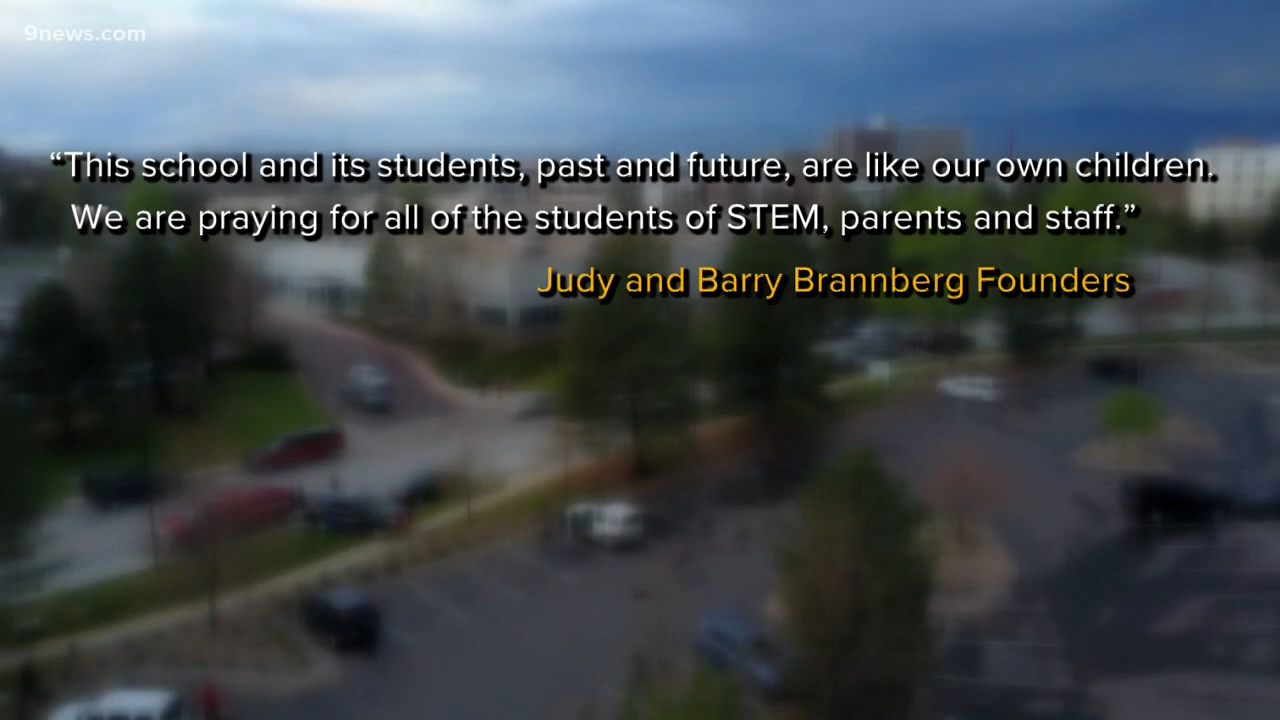 9news.com
“This school and its students, past and future, are like our own children.
We are praying for all of the students of STEM, parents and staff.”
Judy and Barry Brannberg Founders